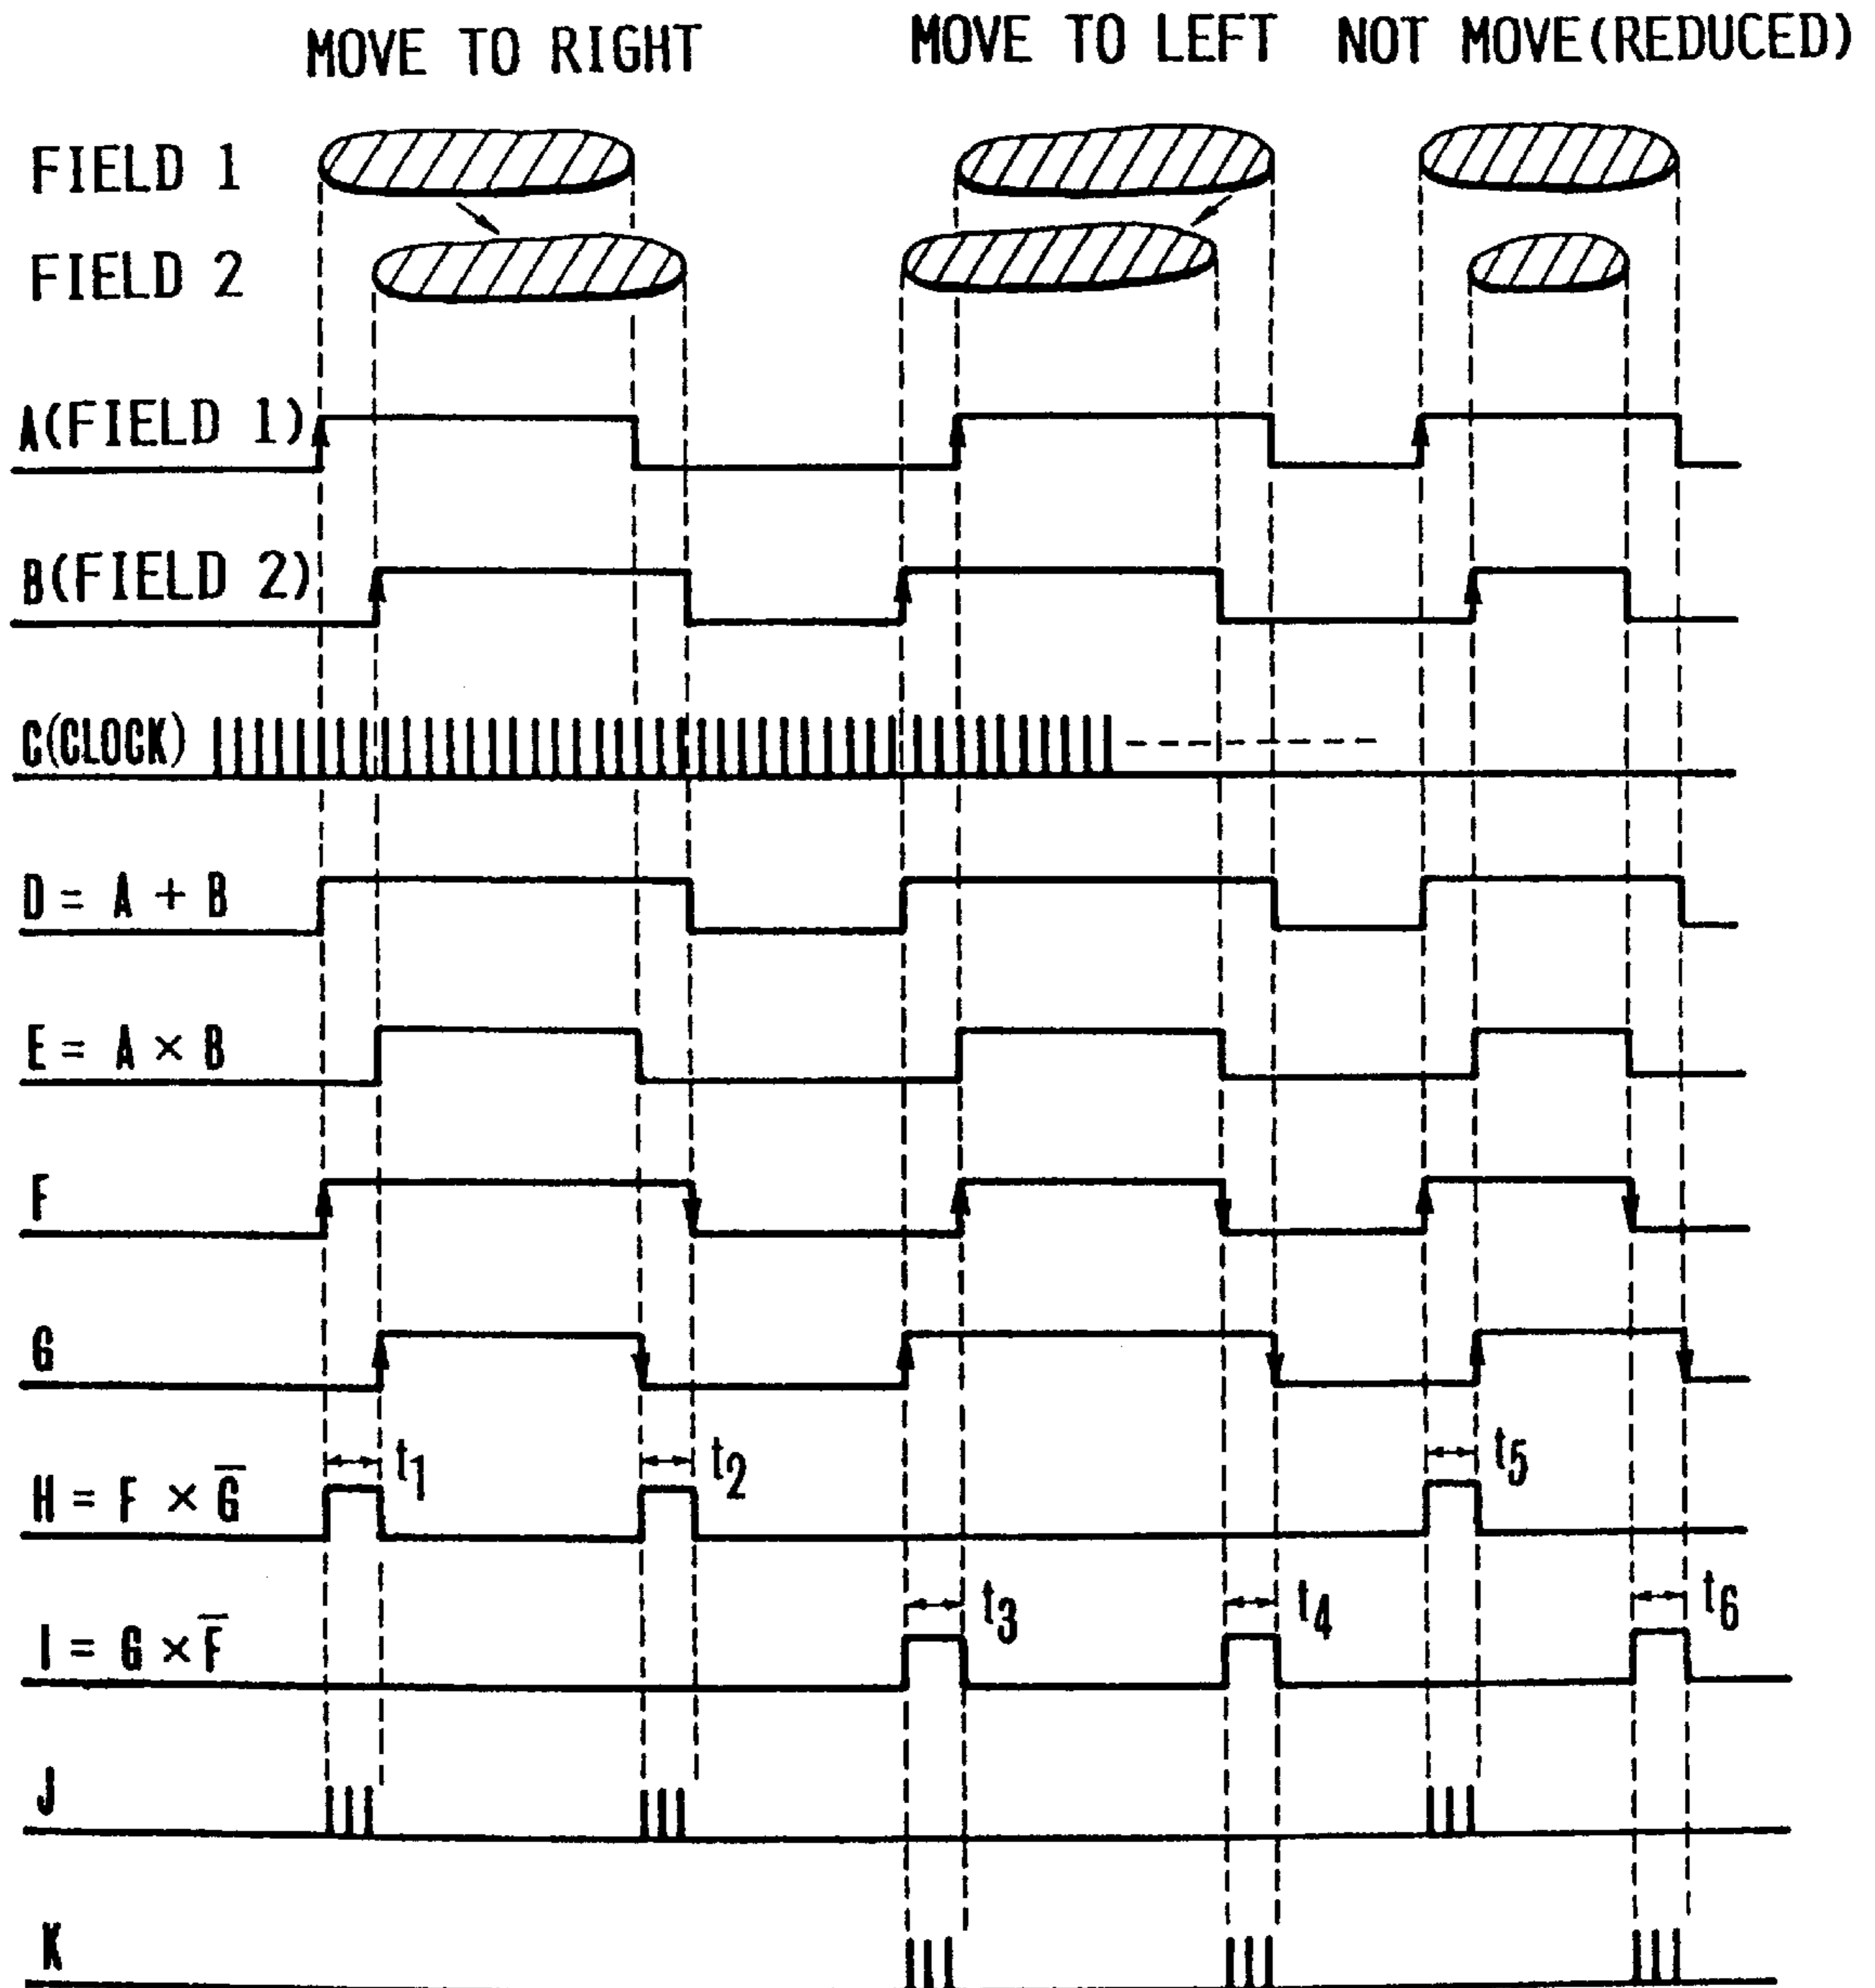 MOVE TO RIGHT MOVE TO LEFT NOT MOVE(REDUCED)
FIELD 1
FIELD 2
A(FIELD 1)
B(FIELD 2)
C(CLOCK)
D = A + B
E = A × B
F
G
t1 t2 t5
H = F × G̅
t3 t4 t6
I = G × F̅
J
K